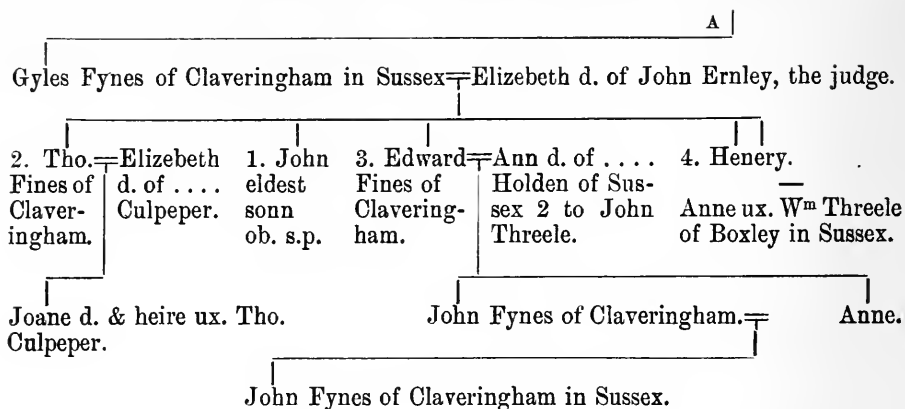 A
Gyles Fynes of Claveringham in Sussex=Elizebeth d. of John Ernley, the judge.
2. Tho.=Elizebeth
Fines of d. of ....
Claver- Culpeper.
ingham.
1. John
eldest
sonn
ob. s.p.
3. Edward=Ann d. of ....
Fines of Holden of Sus-
Clavering- sex 2 to John
ham. Threele.
4. Henery.
Anne ux. Wm Threele
of Boxley in Sussex.
Joane d. & heire ux. Tho.
Culpeper.
John Fynes of Claveringham.=
Anne.
John Fynes of Claveringham in Sussex.